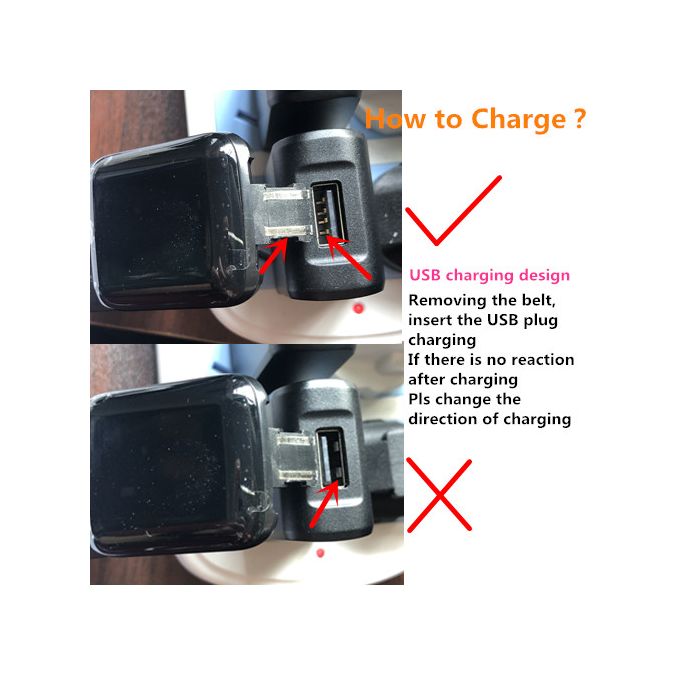 How to Charge ?
USB charging design
Removing the belt,
insert the USB plug
charging
If there is no reaction
after charging
Pls change the
direction of charging